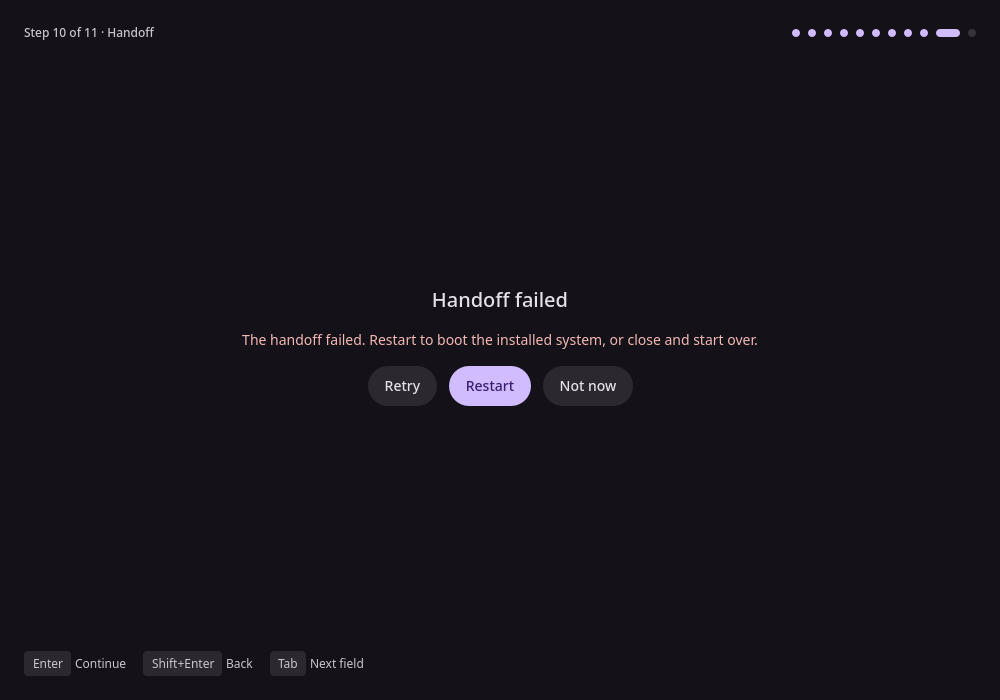 Step 10 of 11 · Handoff
Handoff failed
The handoff failed. Restart to boot the installed system, or close and start over.
Retry Restart Not now
Enter Continue Shift+Enter Back Tab Next field